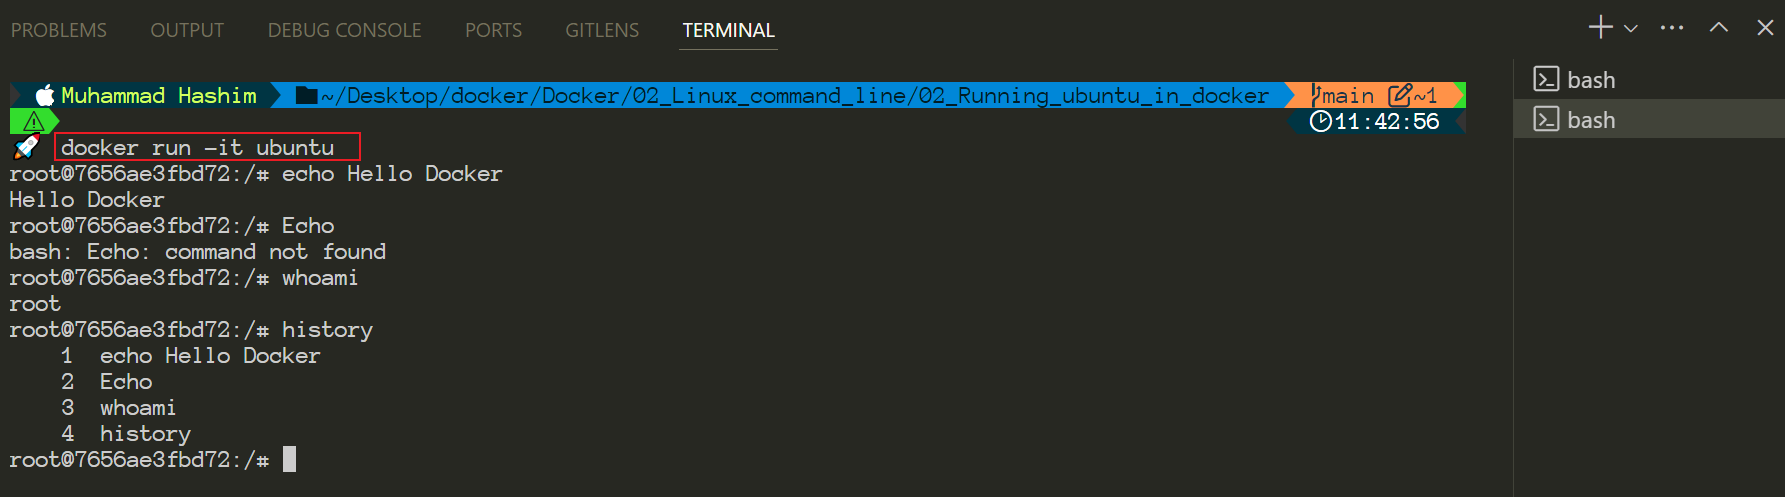 PROBLEMS OUTPUT DEBUG CONSOLE PORTS GITLENS TERMINAL
Muhammad Hashim ~/Desktop/docker/Docker/02_Linux_command_line/02_Running_ubuntu_in_docker main ~1
11:42:56
docker run -it ubuntu
root@7656ae3fbd72:/# echo Hello Docker
Hello Docker
root@7656ae3fbd72:/# Echo
bash: Echo: command not found
root@7656ae3fbd72:/# whoami
root
root@7656ae3fbd72:/# history
1 echo Hello Docker
2 Echo
3 whoami
4 history
root@7656ae3fbd72:/#
bash
bash